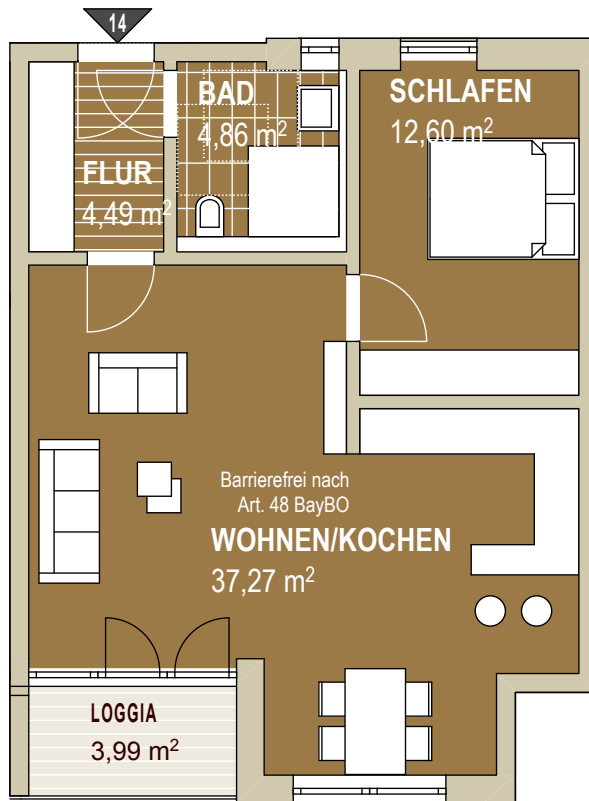 14
BAD
4,86 m²
SCHLAFEN
12,60 m²
FLUR
4,49 m²
Barrierefrei nach
Art. 48 BayBO
WOHNEN/KOCHEN
37,27 m²
LOGGIA
3,99 m²